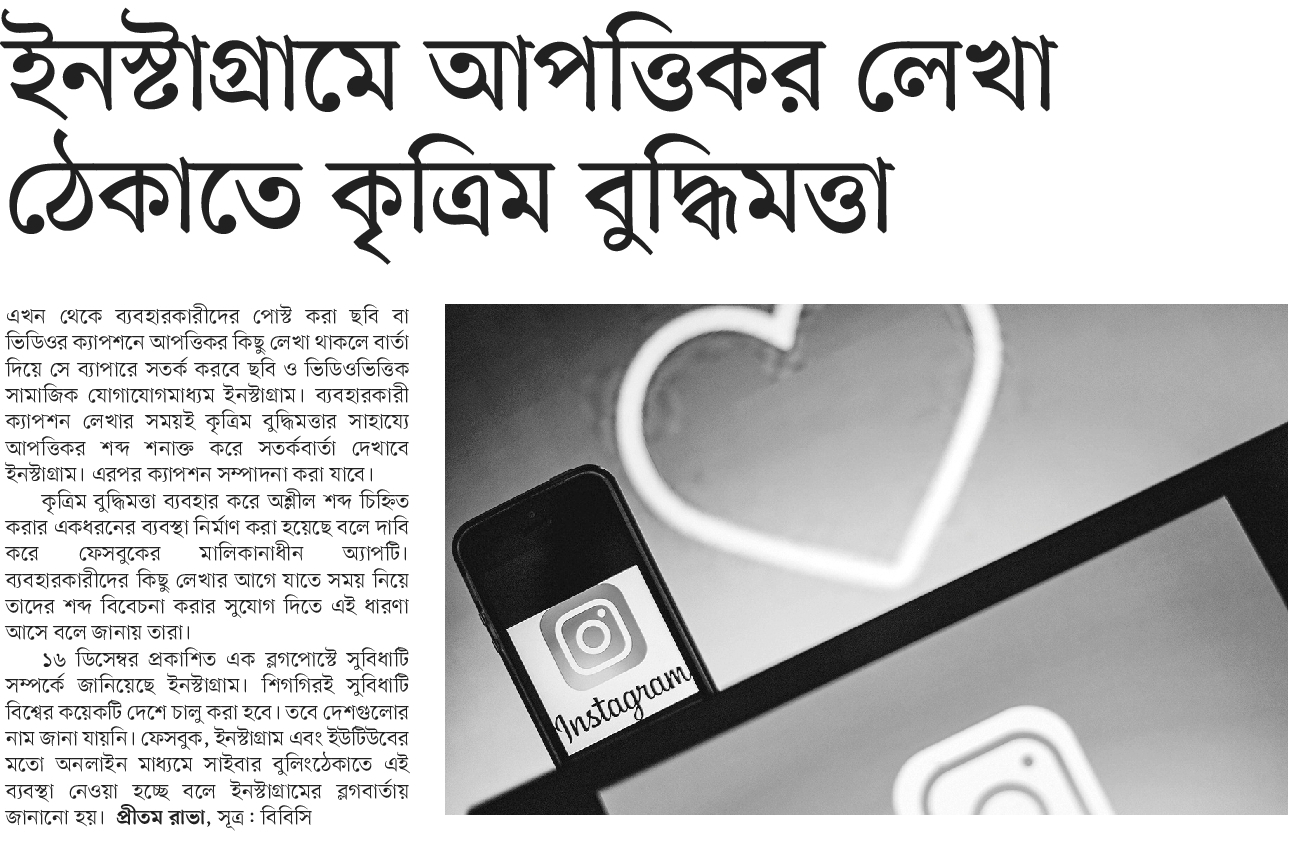 ইনস্টাগ্রামে আপত্তিকর লেখা
ঠেকাতে কৃত্রিম বুদ্ধিমত্তা
এখন থেকে ব্যবহারকারীদের পোস্ট করা ছবি বা
ভিডিওর ক্যাপশনে আপত্তিকর কিছু লেখা থাকলে বার্তা
দিয়ে সে ব্যাপারে সতর্ক করবে ছবি ও ভিডিওভিত্তিক
সামাজিক যোগাযোগমাধ্যম ইনস্টাগ্রাম। ব্যবহারকারী
ক্যাপশন লেখার সময়ই কৃত্রিম বুদ্ধিমত্তার সাহায্যে
আপত্তিকর শব্দ শনাক্ত করে সতর্কবার্তা দেখাবে
ইনস্টাগ্রাম। এরপর ক্যাপশন সম্পাদনা করা যাবে।
কৃত্রিম বুদ্ধিমত্তা ব্যবহার করে অশ্লীল শব্দ চিহ্নিত
করার একধরনের ব্যবস্থা নির্মাণ করা হয়েছে বলে দাবি
করে ফেসবুকের মালিকানাধীন অ্যাপটি।
ব্যবহারকারীদের কিছু লেখার আগে যাতে সময় নিয়ে
তাদের শব্দ বিবেচনা করার সুযোগ দিতে এই ধারণা
আসে বলে জানায় তারা।
১৬ ডিসেম্বর প্রকাশিত এক ব্লগপোস্টে সুবিধাটি
সম্পর্কে জানিয়েছে ইনস্টাগ্রাম। শিগগিরই সুবিধাটি
বিশ্বের কয়েকটি দেশে চালু করা হবে। তবে দেশগুলোর
নাম জানা যায়নি। ফেসবুক, ইনস্টাগ্রাম এবং ইউটিউবের
মতো অনলাইন মাধ্যমে সাইবার বুলিংঠেকাতে এই
ব্যবস্থা নেওয়া হচ্ছে বলে ইনস্টাগ্রামের ব্লগবার্তায়
জানানো হয়। প্রীতম রাভা, সূত্র : বিবিসি
Instagram